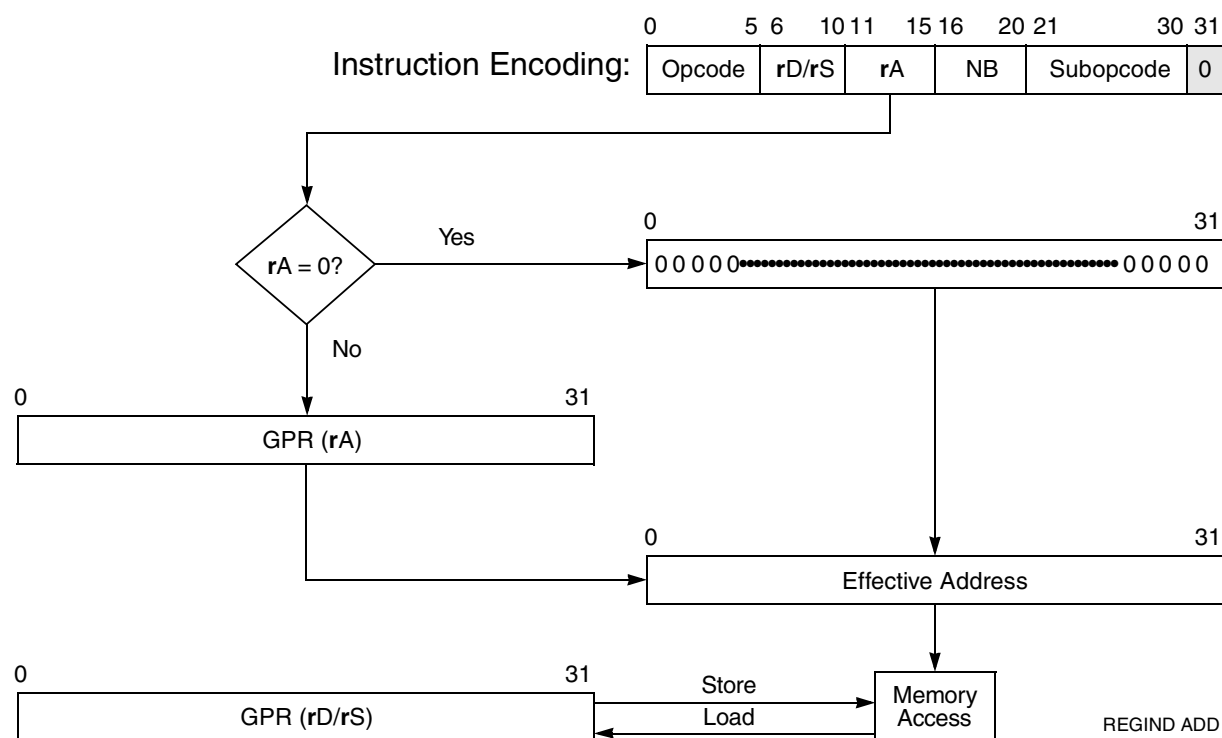 0 5 6 10 11 15 16 20 21 30 31
Instruction Encoding: Opcode rD/rS rA NB Subopcode 0
0 31
rA = 0? Yes 0 0 0 0 0 0 0 0 0 0
No
0 31
GPR (rA)
0 31
Effective Address
0 31
GPR (rD/rS) Store Memory Access
Load
REGIND ADD